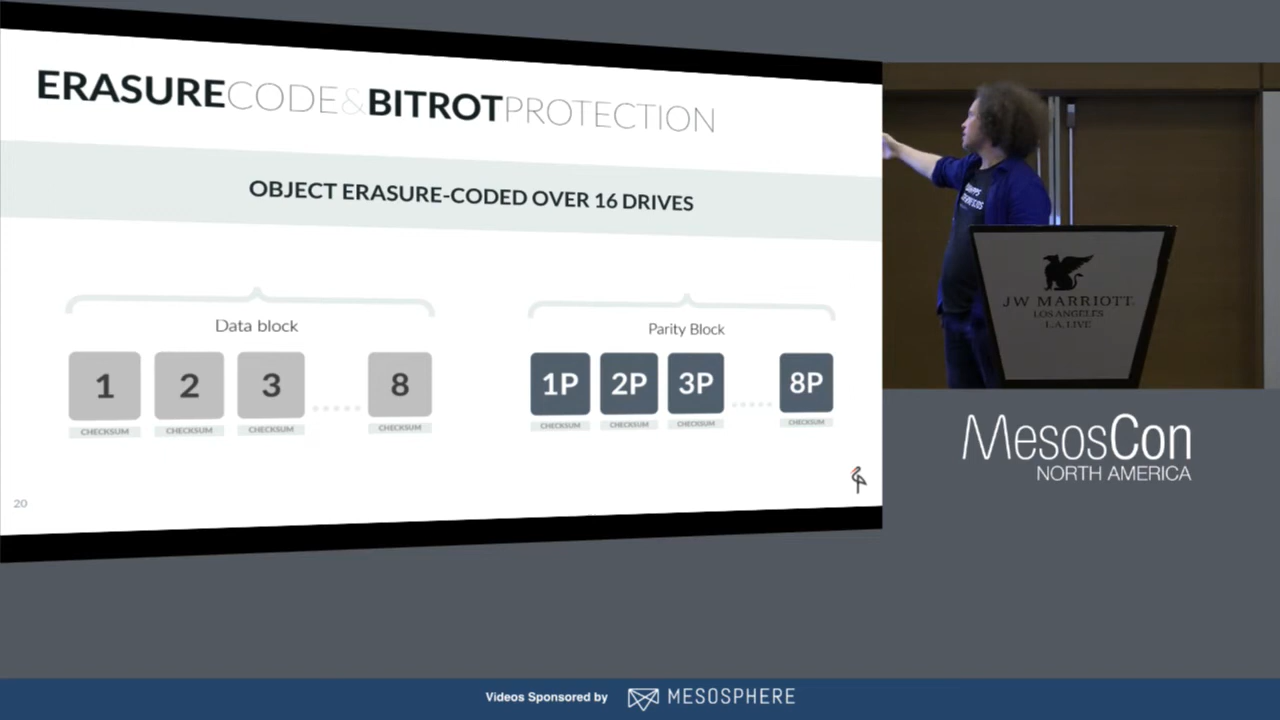 ERASURECODE&BITROTPROTECTION
OBJECT ERASURE-CODED OVER 16 DRIVES
Data block
1 2 3 8
CHECKSUM CHECKSUM CHECKSUM CHECKSUM
Parity Block
1P 2P 3P 8P
CHECKSUM CHECKSUM CHECKSUM CHECKSUM
20
JW MARRIOTT
LOS ANGELES
L.A. LIVE
MesosCon
NORTH AMERICA
Videos Sponsored by MESOSPHERE